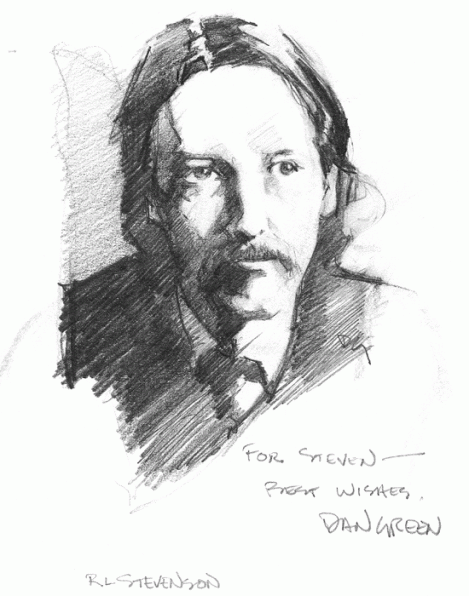 FOR STEVEN—
BEST WISHES.
DAN GREEN
R.L STEVENSON